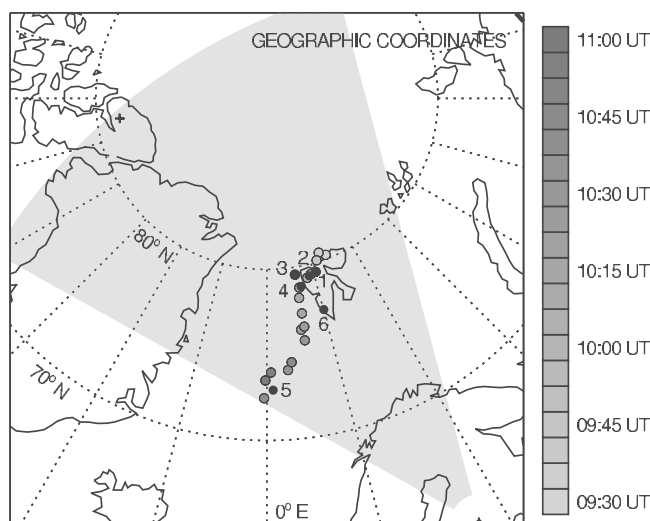 GEOGRAPHIC COORDINATES
11:00 UT
10:45 UT
10:30 UT
10:15 UT
10:00 UT
09:45 UT
09:30 UT
80° N
70° N
0° E
2
3
1
4
6
5